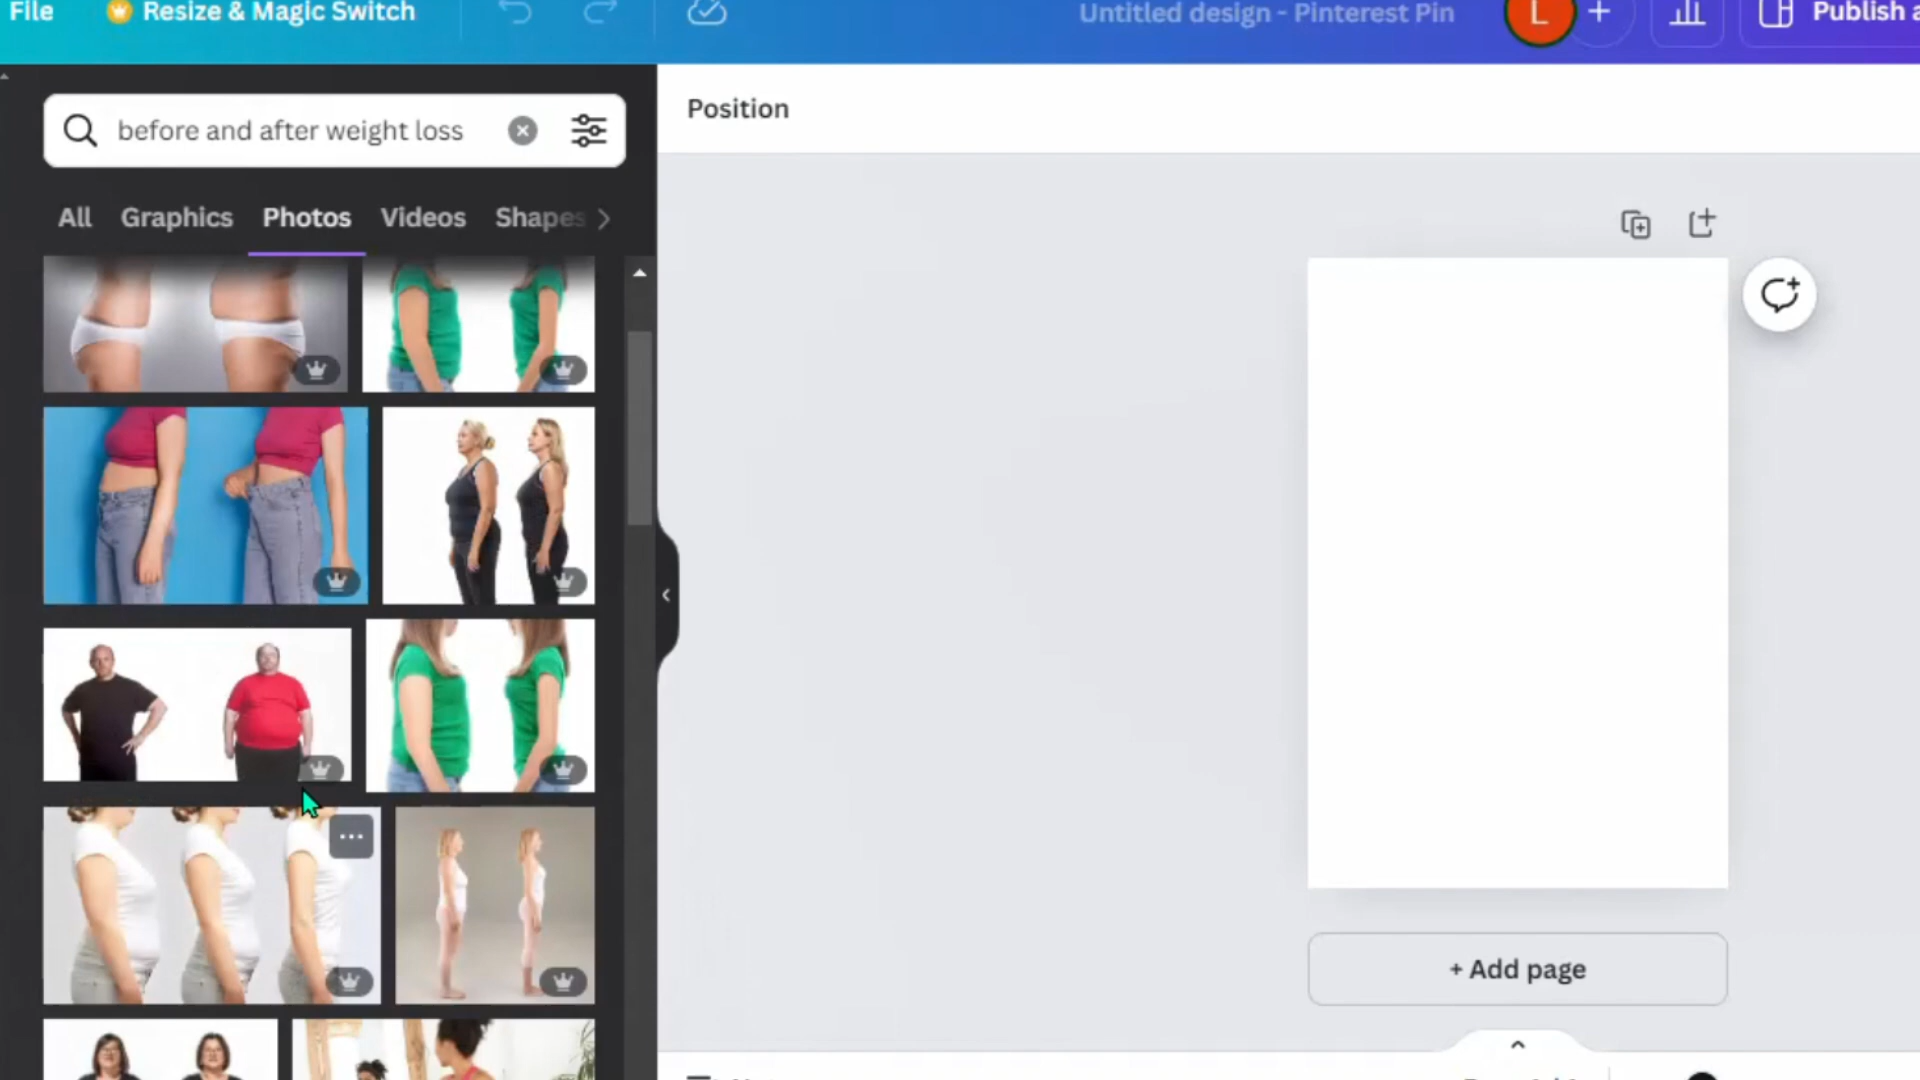 File
Resize & Magic Switch
Untitled design - Pinterest Pin
L
+
Publish a
before and after weight loss
Position
All
Graphics
Photos
Videos
Shapes
+ Add page